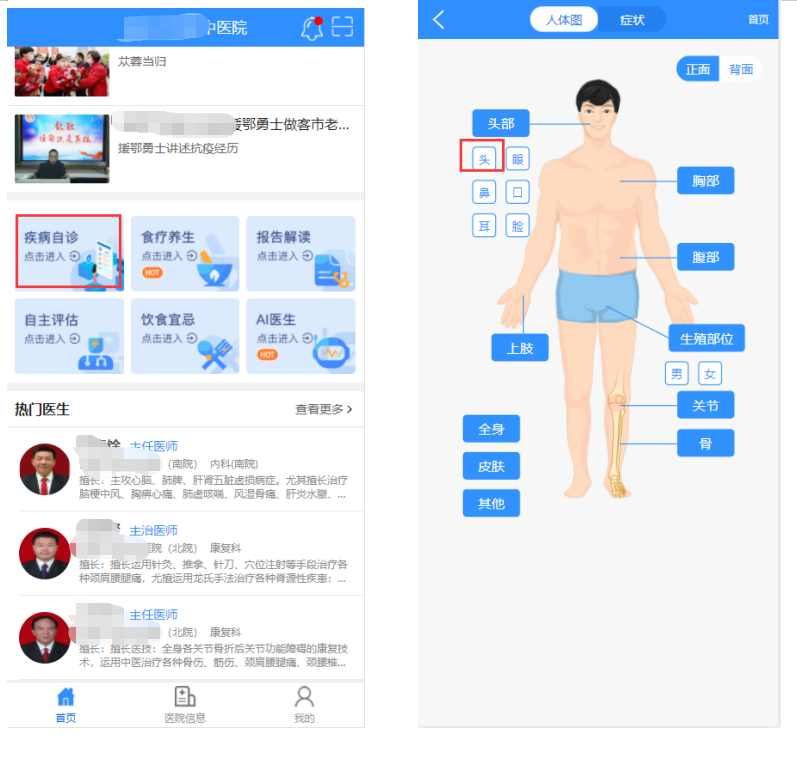 中医院
苁蓉当归
援鄂勇士做客市老...
援鄂勇士讲述抗疫经历
疾病自诊
点击进入
食疗养生
点击进入
HOT
报告解读
点击进入
自主评估
点击进入
饮食宜忌
点击进入
AI医生
点击进入
HOT
热门医生
查看更多
主任医师
(南院) 内科(南院)
擅长：主攻心脑、肺脾、肝肾五脏虚损病症。尤其擅长治疗
脑梗中风、胸痹心痛、肺虚咳喘、风湿骨痛、肝炎水臌、...
主治医师
医院 (北院) 康复科
擅长：擅长运用针灸、推拿、针刀、穴位注射等手段治疗各
种颈肩腰腿痛，尤擅运用龙氏手法治疗各种脊源性疾患；...
主任医师
(北院) 康复科
擅长：擅长医技：全身各关节骨折后关节功能障碍的康复技
术，运用中医治疗各种骨伤、筋伤、颈肩腰腿痛、颈腰椎...
首页
医院信息
我的
人体图
症状
首页
正面
背面
头部
头
眼
鼻
口
耳
脸
胸部
腹部
上肢
生殖部位
男
女
关节
骨
全身
皮肤
其他